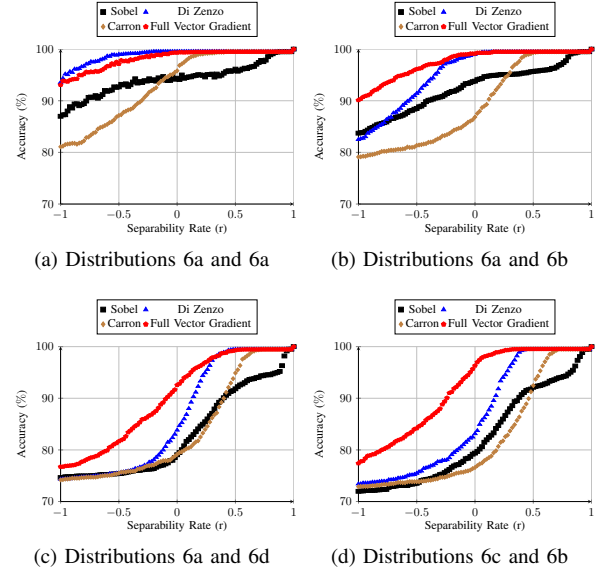 Sobel Di Zenzo
Carron Full Vector Gradient
100
90
80
70
Accuracy (%)
−1 −0.5 0 0.5 1
Separability Rate (r)
(a) Distributions 6a and 6a
Sobel Di Zenzo
Carron Full Vector Gradient
100
90
80
70
Accuracy (%)
−1 −0.5 0 0.5 1
Separability Rate (r)
(b) Distributions 6a and 6b
Sobel Di Zenzo
Carron Full Vector Gradient
100
90
80
70
Accuracy (%)
−1 −0.5 0 0.5 1
Separability Rate (r)
(c) Distributions 6a and 6d
Sobel Di Zenzo
Carron Full Vector Gradient
100
90
80
70
Accuracy (%)
−1 −0.5 0 0.5 1
Separability Rate (r)
(d) Distributions 6c and 6b